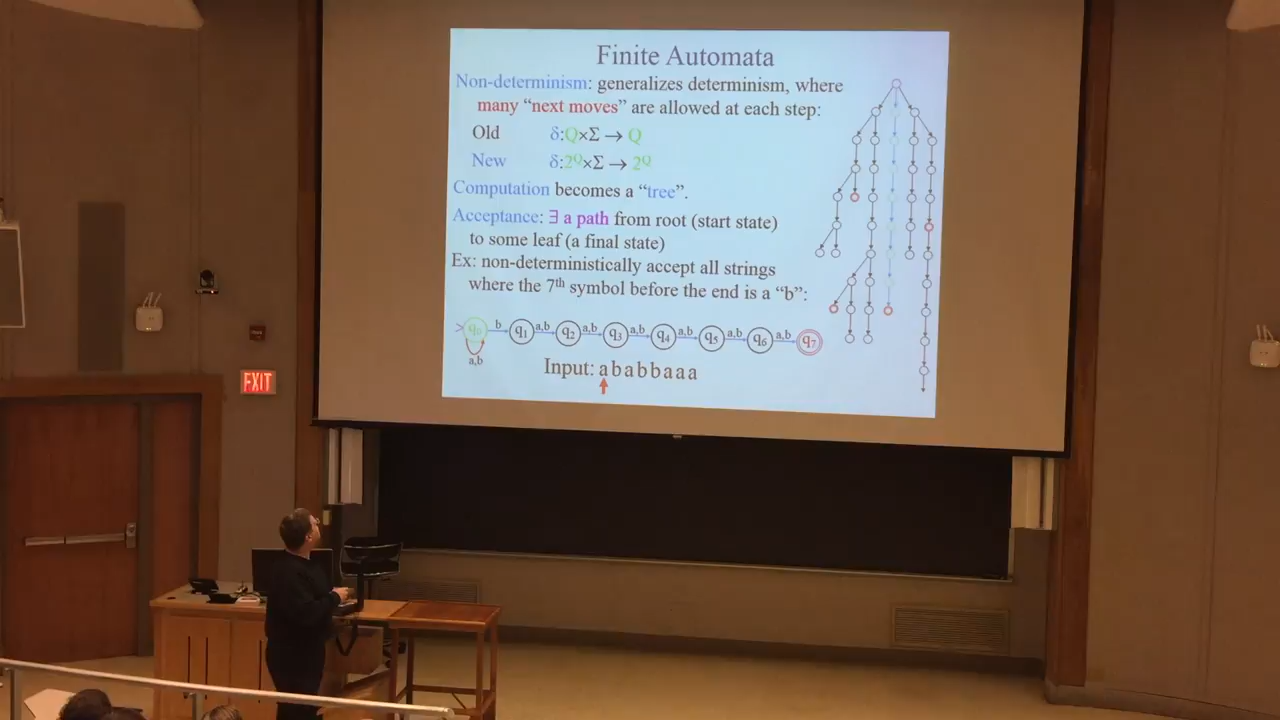 Finite Automata
Non-determinism: generalizes determinism, where
many “next moves” are allowed at each step:
Old δ:Q×Σ → Q
New δ:2^Q×Σ → 2^Q
Computation becomes a “tree”.
Acceptance: ∃ a path from root (start state)
to some leaf (a final state)
Ex: non-deterministically accept all strings
where the 7th symbol before the end is a “b”:
> q0 b q1 a,b q2 a,b q3 a,b q4 a,b q5 a,b q6 a,b q7
a,b
Input: a b a b b a a a
EXIT